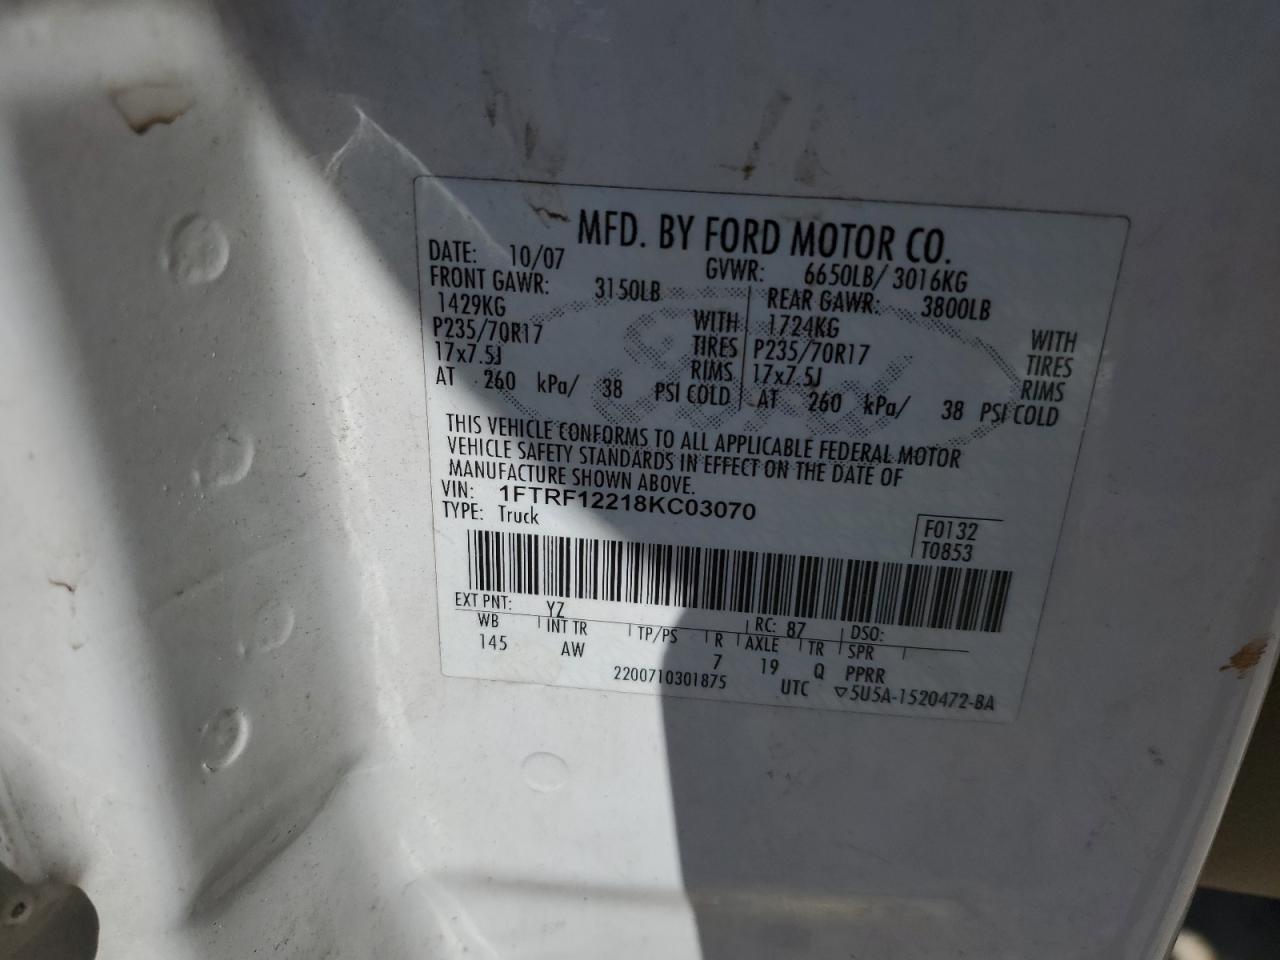 MFD. BY FORD MOTOR CO.
DATE: 10/07 GVWR: 6650LB/ 3016KG
FRONT GAWR: 3150LB REAR GAWR: 3800LB
1429KG WITH 1724KG WITH
P235/70R17 TIRES P235/70R17 TIRES
17x7.5J RIMS 17x7.5J RIMS
AT 260 kPa/ 38 PSI COLD AT 260 kPa/ 38 PSI COLD
THIS VEHICLE CONFORMS TO ALL APPLICABLE FEDERAL MOTOR
VEHICLE SAFETY STANDARDS IN EFFECT ON THE DATE OF
MANUFACTURE SHOWN ABOVE.
VIN: 1FTRF12218KC03070
TYPE: Truck F0132
T0853
EXT PNT: YZ RC: 87 DSO:
WB INT TR TP/PS R AXLE TR SPR
145 AW 7 19 Q PPRR
2200710301875 UTC ▽5U5A-1520472-BA